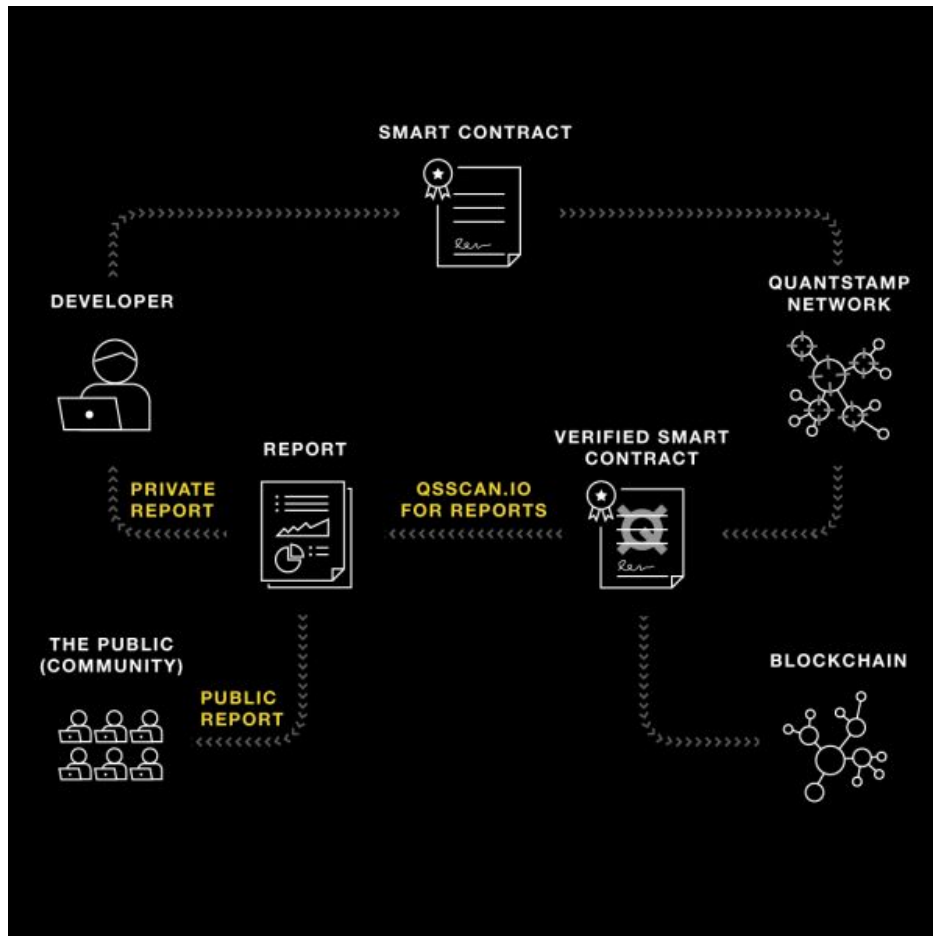 SMART CONTRACT
DEVELOPER
QUANTSTAMP
NETWORK
REPORT
VERIFIED SMART
CONTRACT
PRIVATE
REPORT
QSSCAN.IO
FOR REPORTS
Q
THE PUBLIC
(COMMUNITY)
PUBLIC
REPORT
BLOCKCHAIN